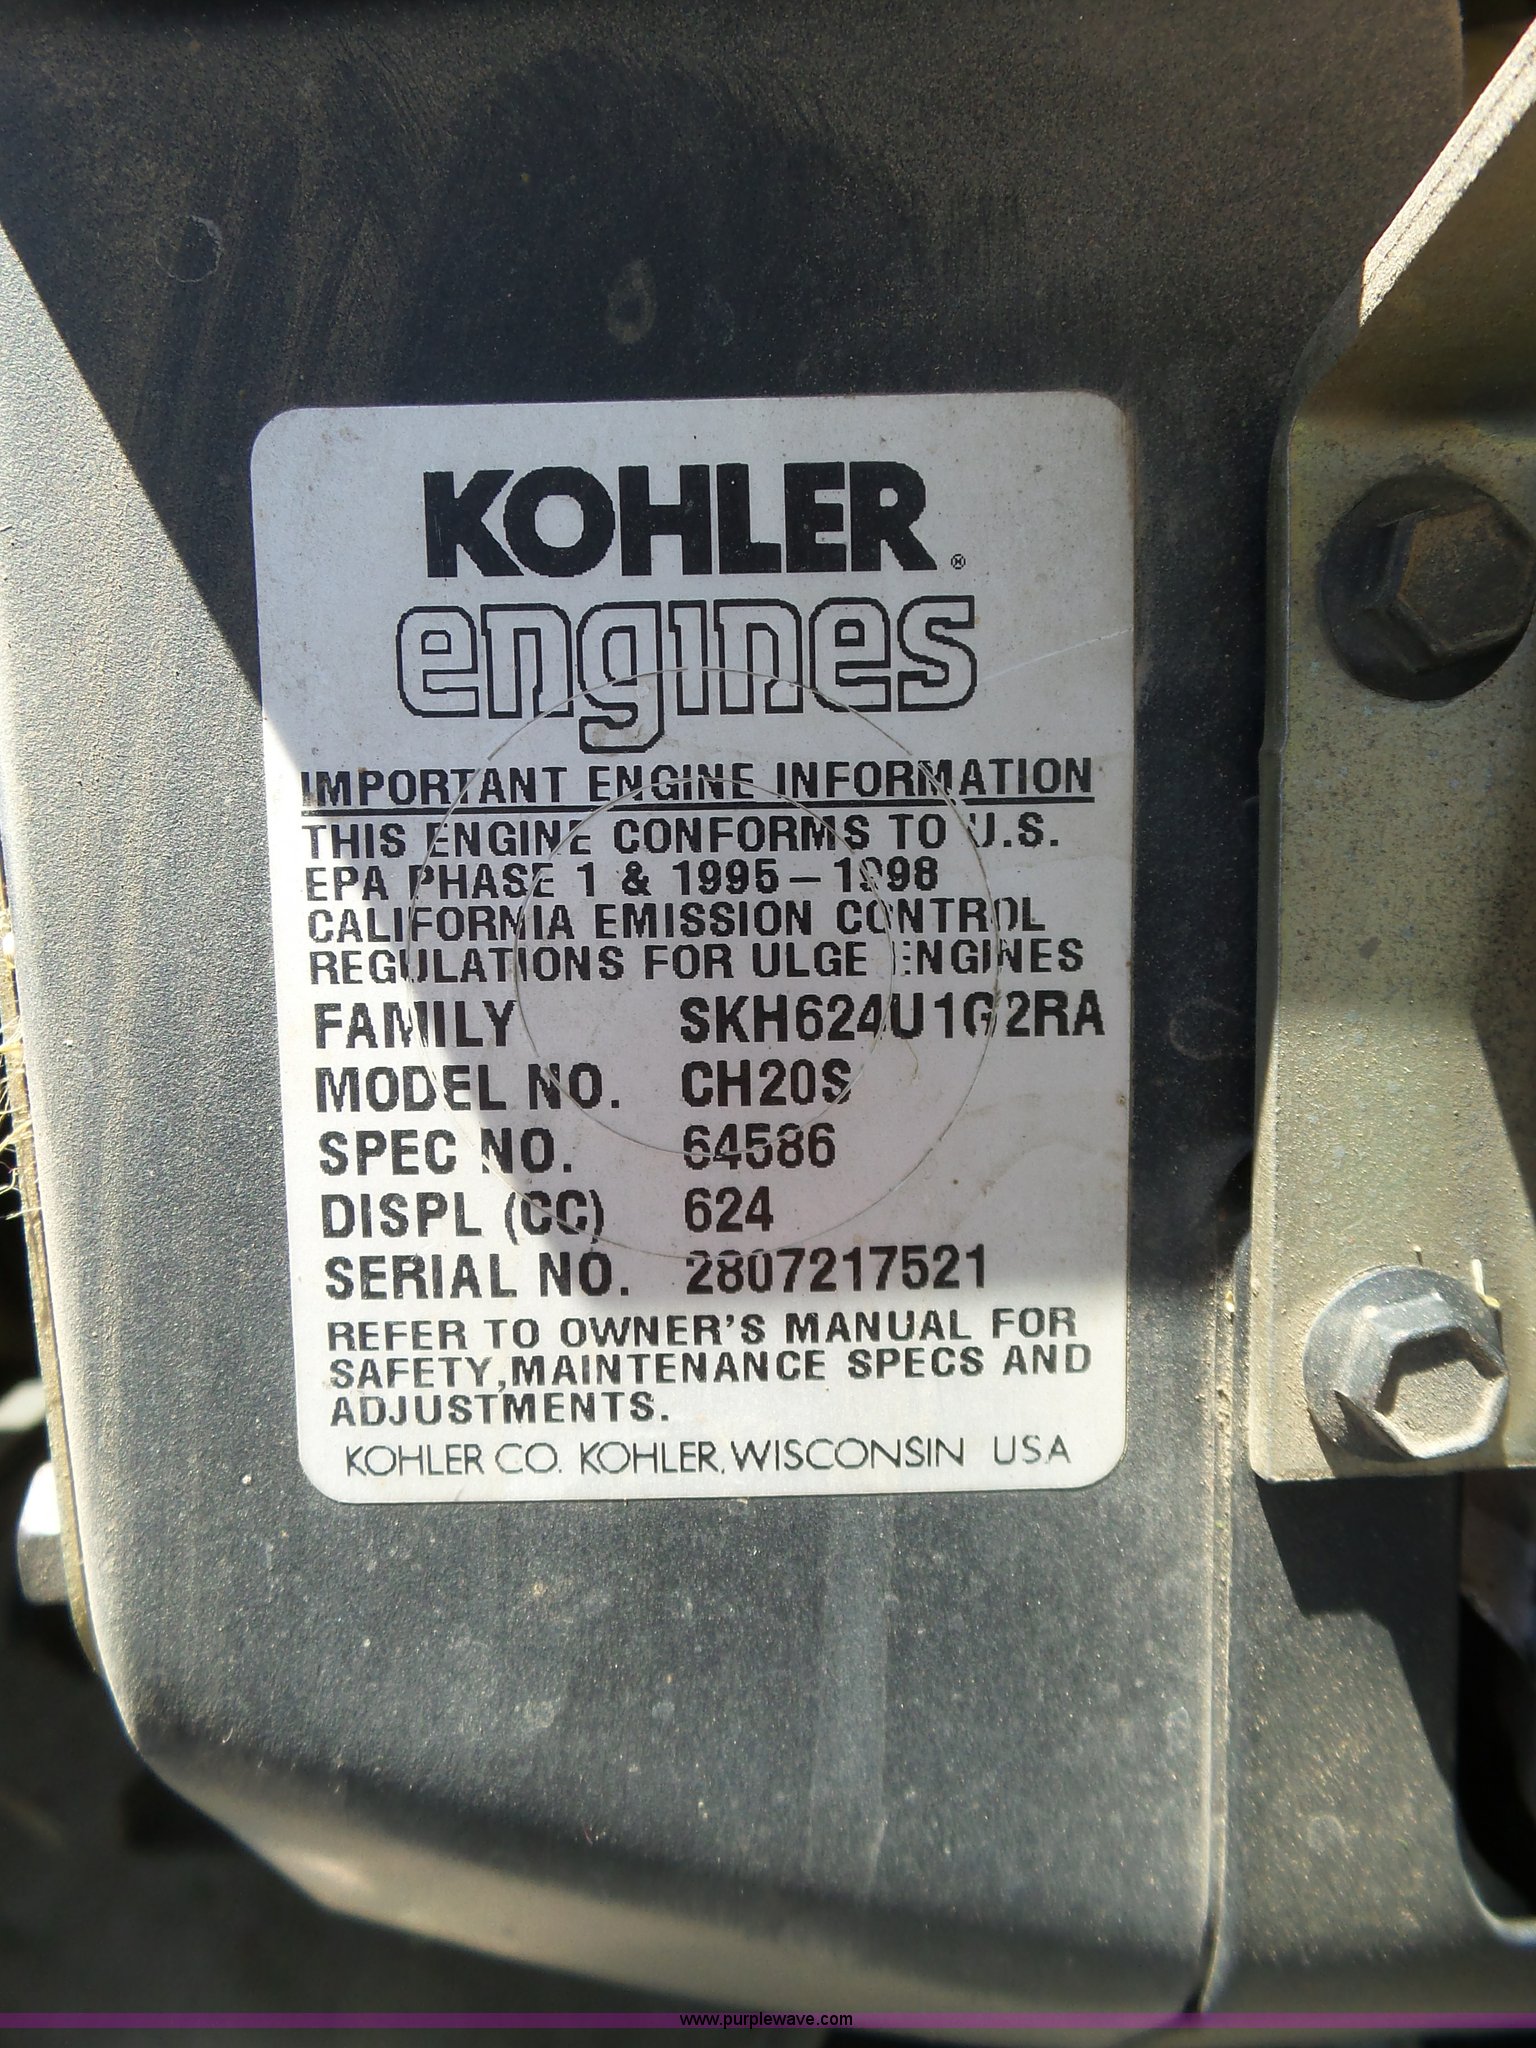 KOHLER®
engines
IMPORTANT ENGINE INFORMATION
THIS ENGINE CONFORMS TO U.S.
EPA PHASE 1 & 1995-1998
CALIFORNIA EMISSION CONTROL
REGULATIONS FOR ULGE ENGINES
FAMILY SKH624U1G2RA
MODEL NO. CH20S
SPEC NO. 64586
DISPL (CC) 624
SERIAL NO. 2807217521
REFER TO OWNER'S MANUAL FOR
SAFETY,MAINTENANCE SPECS AND
ADJUSTMENTS.
KOHLER CO. KOHLER, WISCONSIN USA
www.purplewave.com